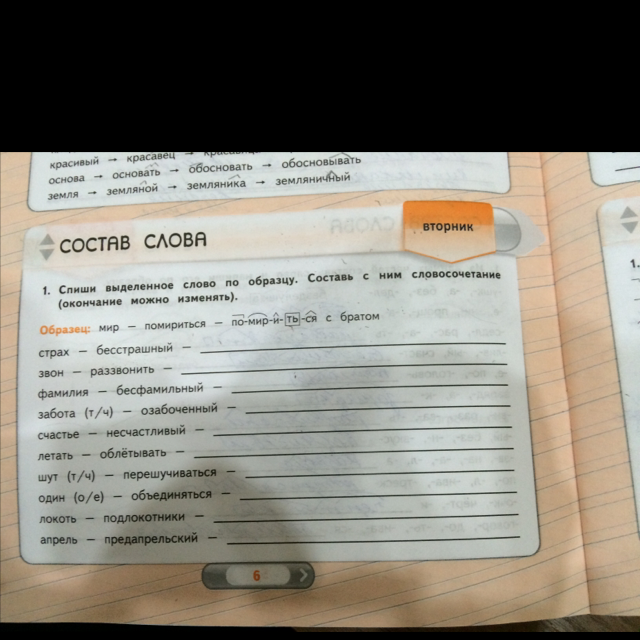 красивый → красавец →
основа → основать → обосновать → обосновывать
земля → земляной → земляника → земляничный
СОСТАВ СЛОВА
вторник
1. Спиши выделенное слово по образцу. Составь с ним словосочетание
(окончание можно изменять).
Образец: мир — помириться — по-мир-и-ть-ся с братом
страх — бесстрашный —
звон — раззвонить —
фамилия — бесфамильный —
забота (т/ч) — озабоченный —
счастье — несчастливый —
летать — облётывать —
шут (т/ч) — перешучиваться —
один (о/е) — объединяться —
локоть — подлокотники —
апрель — предапрельский —
6
1.